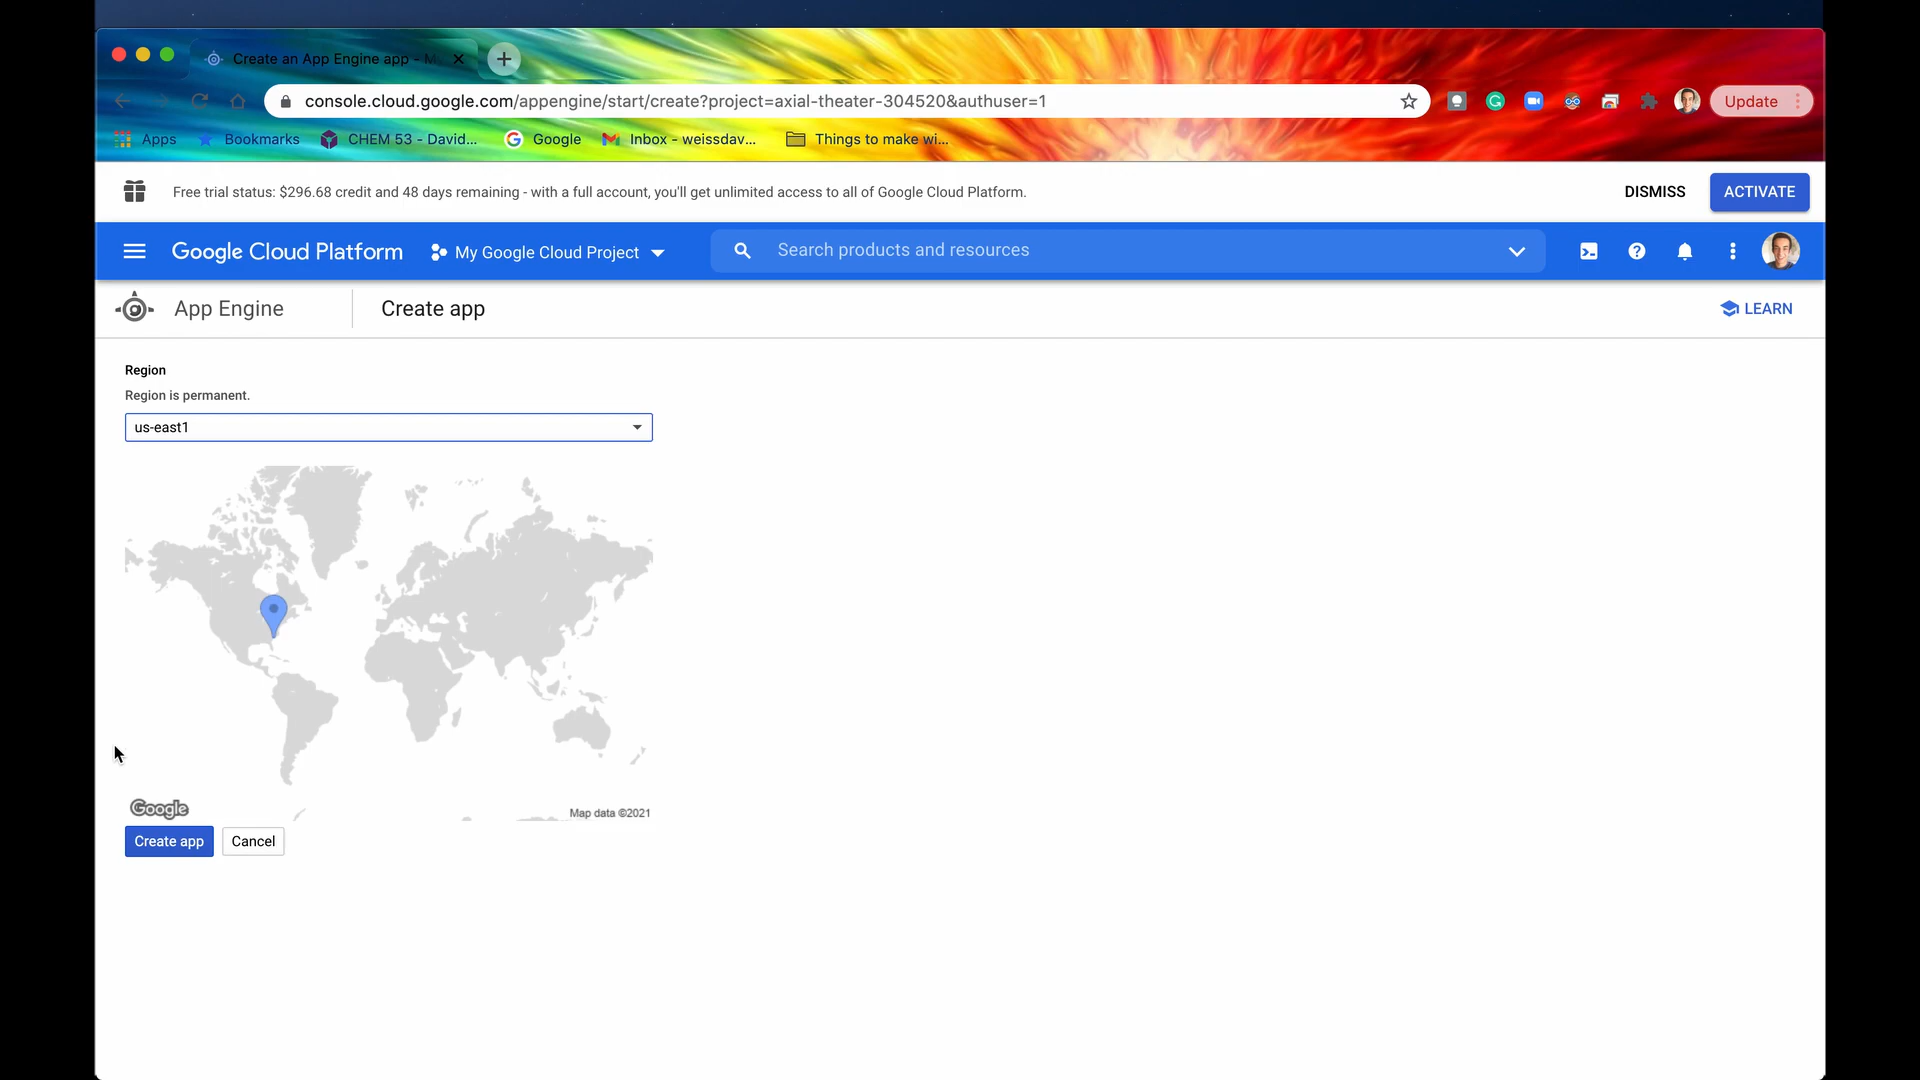 Create an App Engine app - M
console.cloud.google.com/appengine/start/create?project=axial-theater-304520&authuser=1
Update
Apps
Bookmarks
CHEM 53 - David...
Google
Inbox - weissdav...
Things to make wi...
Free trial status: $296.68 credit and 48 days remaining - with a full account, you'll get unlimited access to all of Google Cloud Platform.
DISMISS
ACTIVATE
Google Cloud Platform
My Google Cloud Project
Search products and resources
App Engine
Create app
LEARN
Region
Region is permanent.
us-east1
Google
Map data ©2021
Create app
Cancel